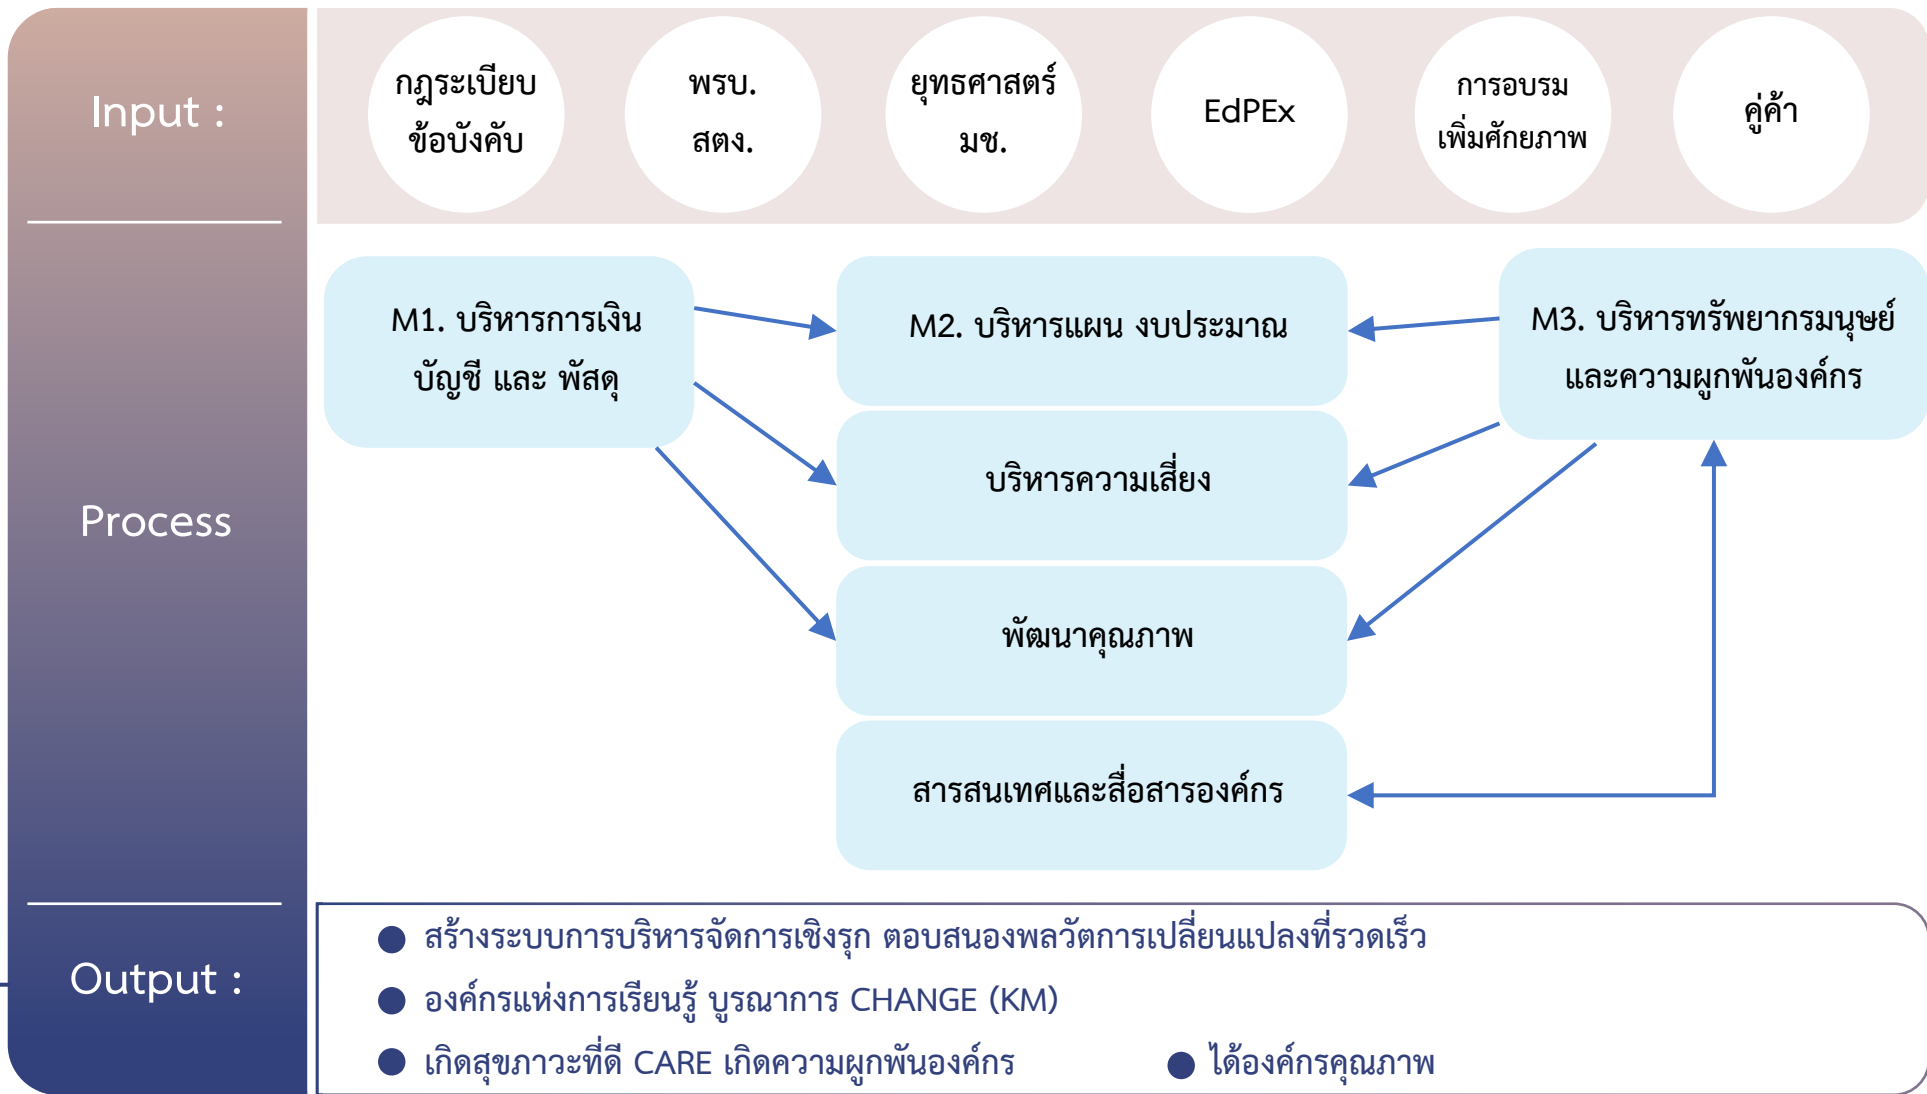 Input :
กฎระเบียบ
ข้อบังคับ
พรบ.
สตง.
ยุทธศาสตร์
มช.
EdPEx
การอบรม
เพิ่มศักยภาพ
คู่ค้า
Process
M1. บริหารการเงิน
บัญชี และ พัสดุ
M2. บริหารแผน งบประมาณ
บริหารความเสี่ยง
พัฒนาคุณภาพ
สารสนเทศและสื่อสารองค์กร
M3. บริหารทรัพยากรมนุษย์
และความผูกพันองค์กร
Output :
สร้างระบบการบริหารจัดการเชิงรุก ตอบสนองพลวัตการเปลี่ยนแปลงที่รวดเร็ว
องค์กรแห่งการเรียนรู้ บูรณาการ CHANGE (KM)
เกิดสุขภาวะที่ดี CARE เกิดความผูกพันองค์กร
ได้องค์กรคุณภาพ